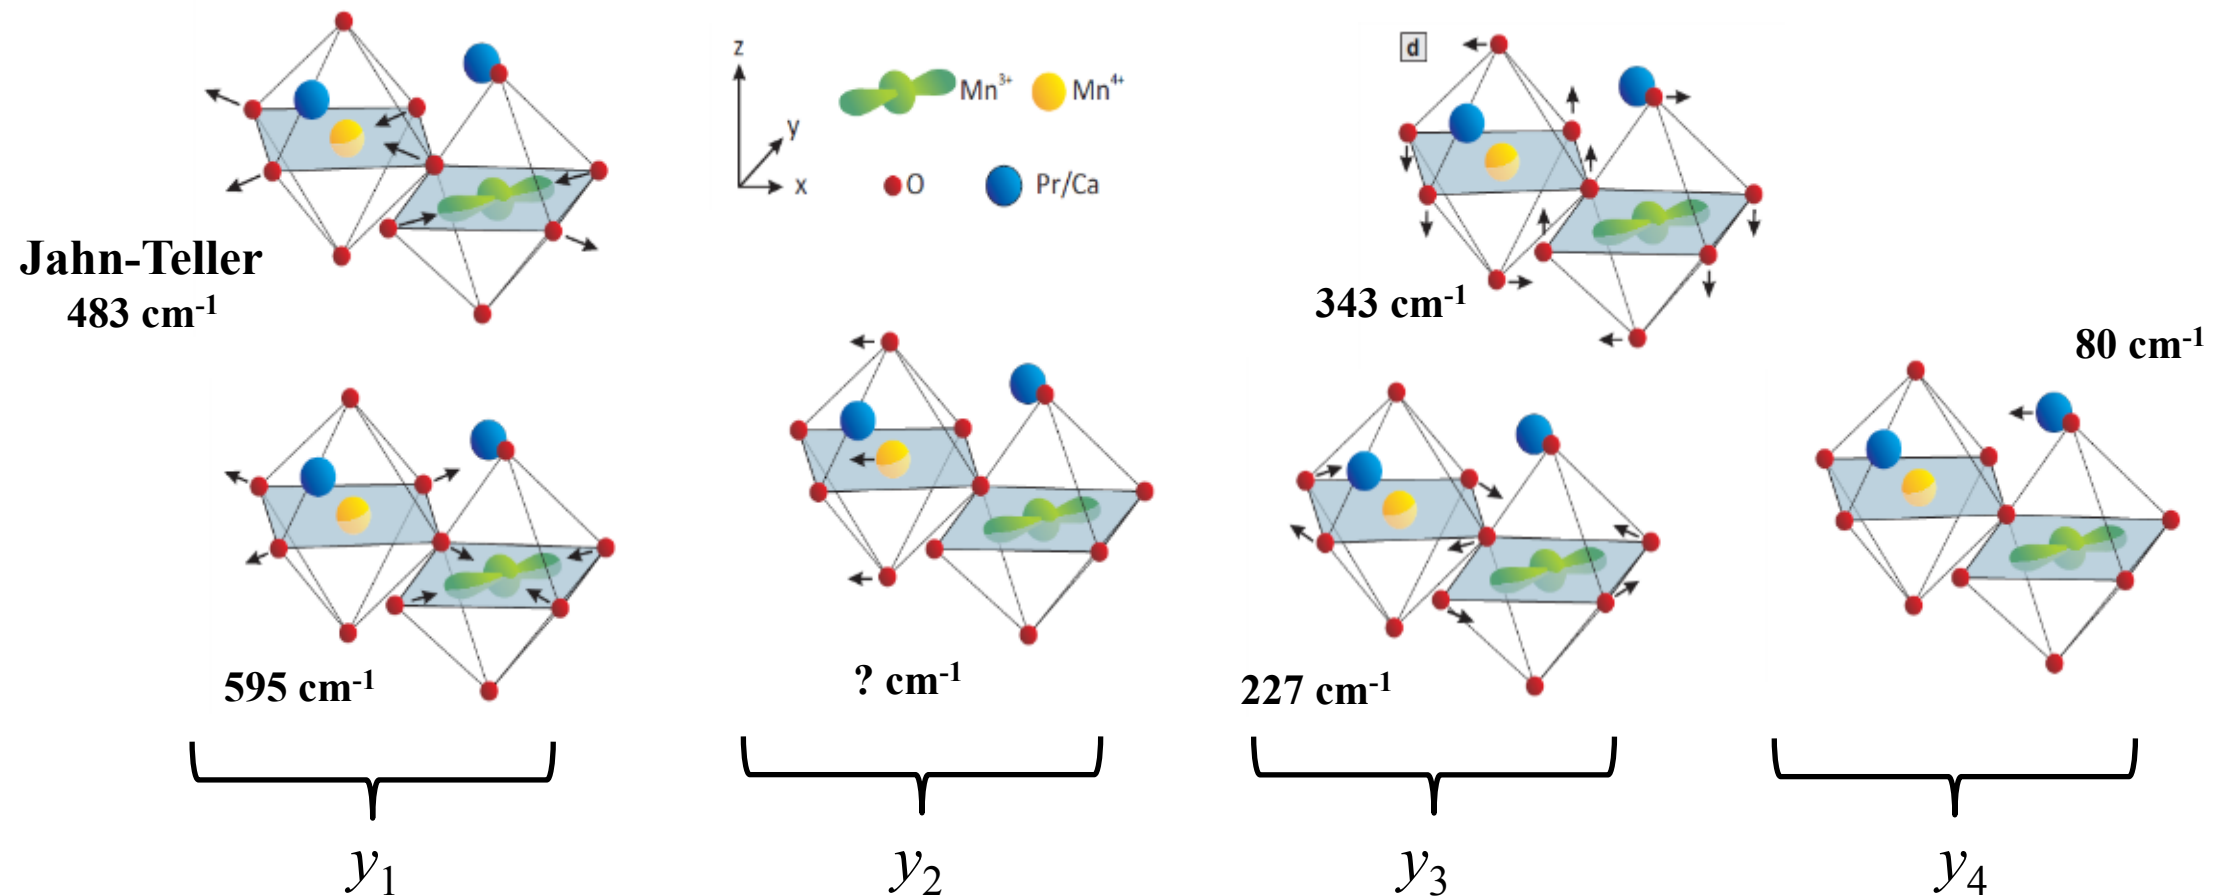 z
y
x
Mn³⁺
Mn⁴⁺
O
Pr/Ca
d
Jahn-Teller
483 cm⁻¹
343 cm⁻¹
80 cm⁻¹
595 cm⁻¹
? cm⁻¹
227 cm⁻¹
y₁
y₂
y₃
y₄